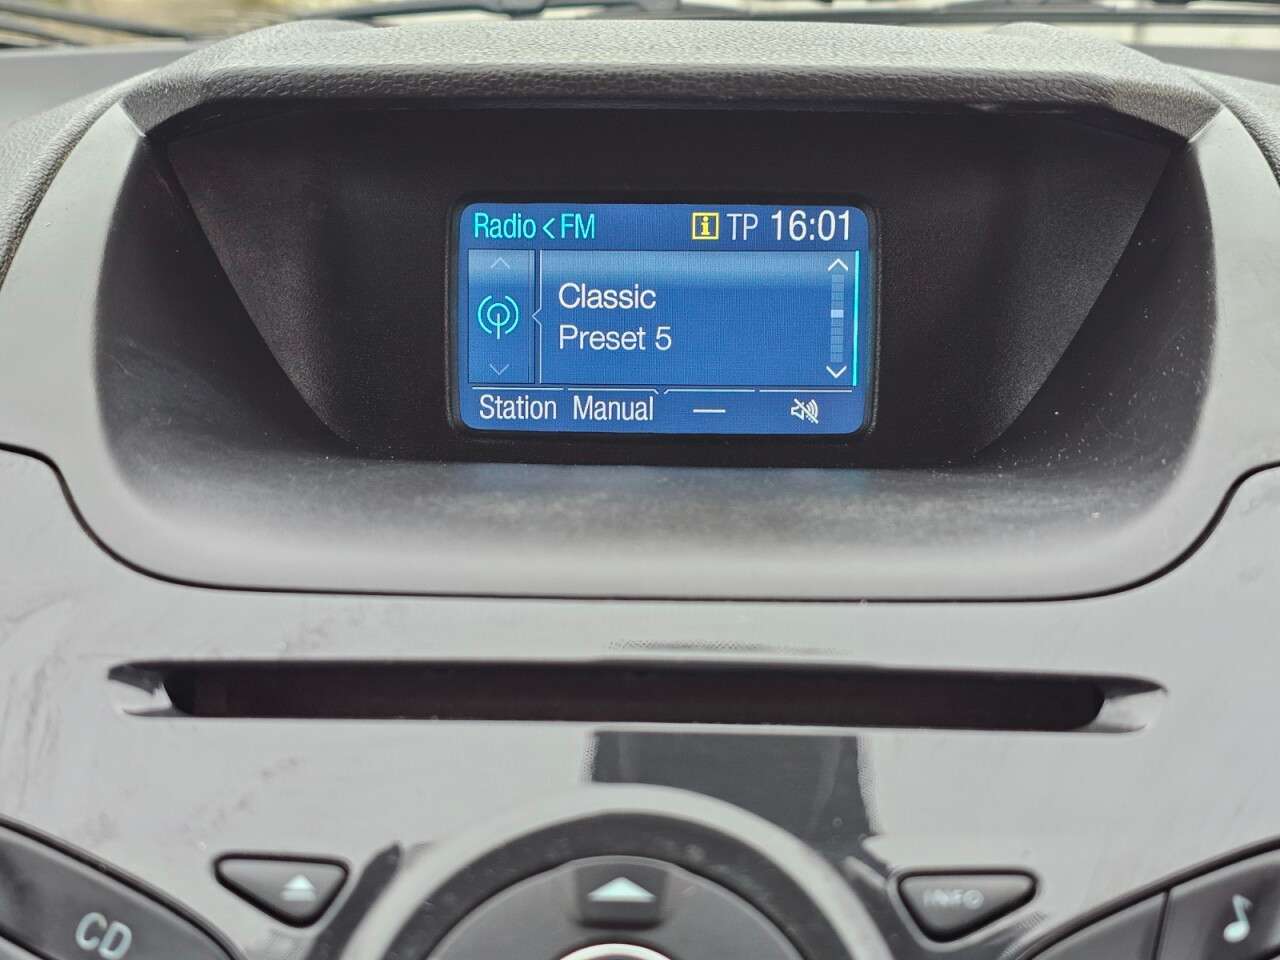 Radio < FM
i TP 16:01
Classic
Preset 5
Station Manual —
CD
INFO